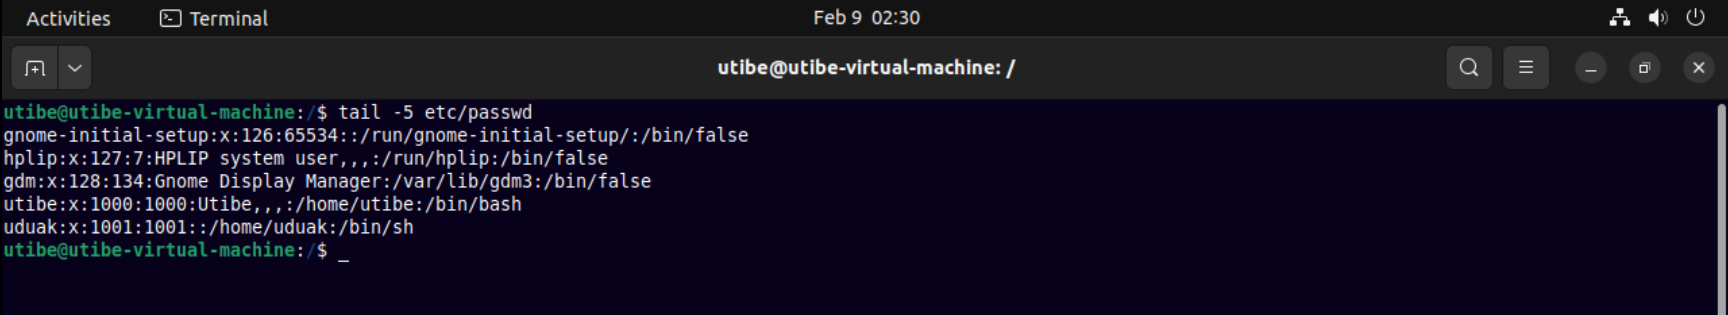 Activities Terminal Feb 9 02:30
utibe@utibe-virtual-machine: /
utibe@utibe-virtual-machine:/$ tail -5 etc/passwd
gnome-initial-setup:x:126:65534::/run/gnome-initial-setup/:/bin/false
hplip:x:127:7:HPLIP system user,,,:/run/hplip:/bin/false
gdm:x:128:134:Gnome Display Manager:/var/lib/gdm3:/bin/false
utibe:x:1000:1000:Utibe,,,:/home/utibe:/bin/bash
uduak:x:1001:1001::/home/uduak:/bin/sh
utibe@utibe-virtual-machine:/$ _